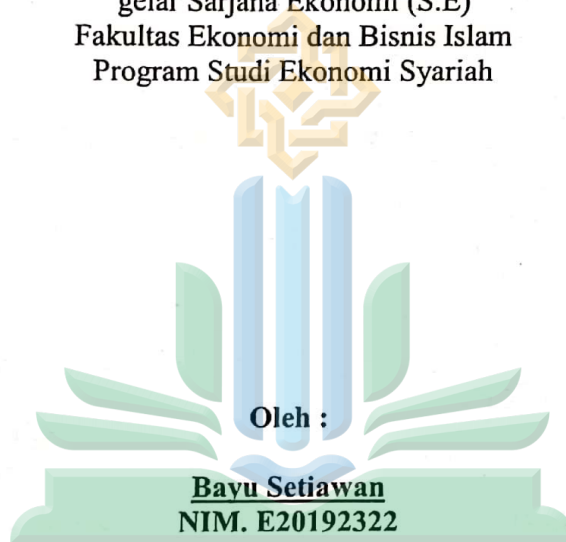 gelar Sarjana Ekonomi (S.E)
Fakultas Ekonomi dan Bisnis Islam
Program Studi Ekonomi Syariah
Oleh :
Bayu Setiawan
NIM. E20192322